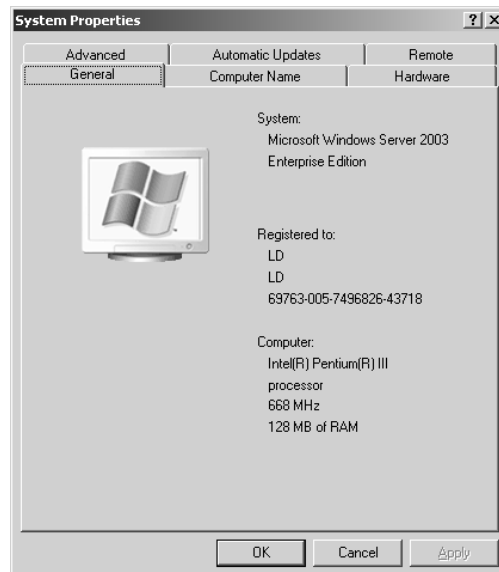 System Properties
? X
Advanced Automatic Updates Remote
General Computer Name Hardware
System:
Microsoft Windows Server 2003
Enterprise Edition
Registered to:
LD
LD
69763-005-7496826-43718
Computer:
Intel(R) Pentium(R) III
processor
668 MHz
128 MB of RAM
OK Cancel Apply